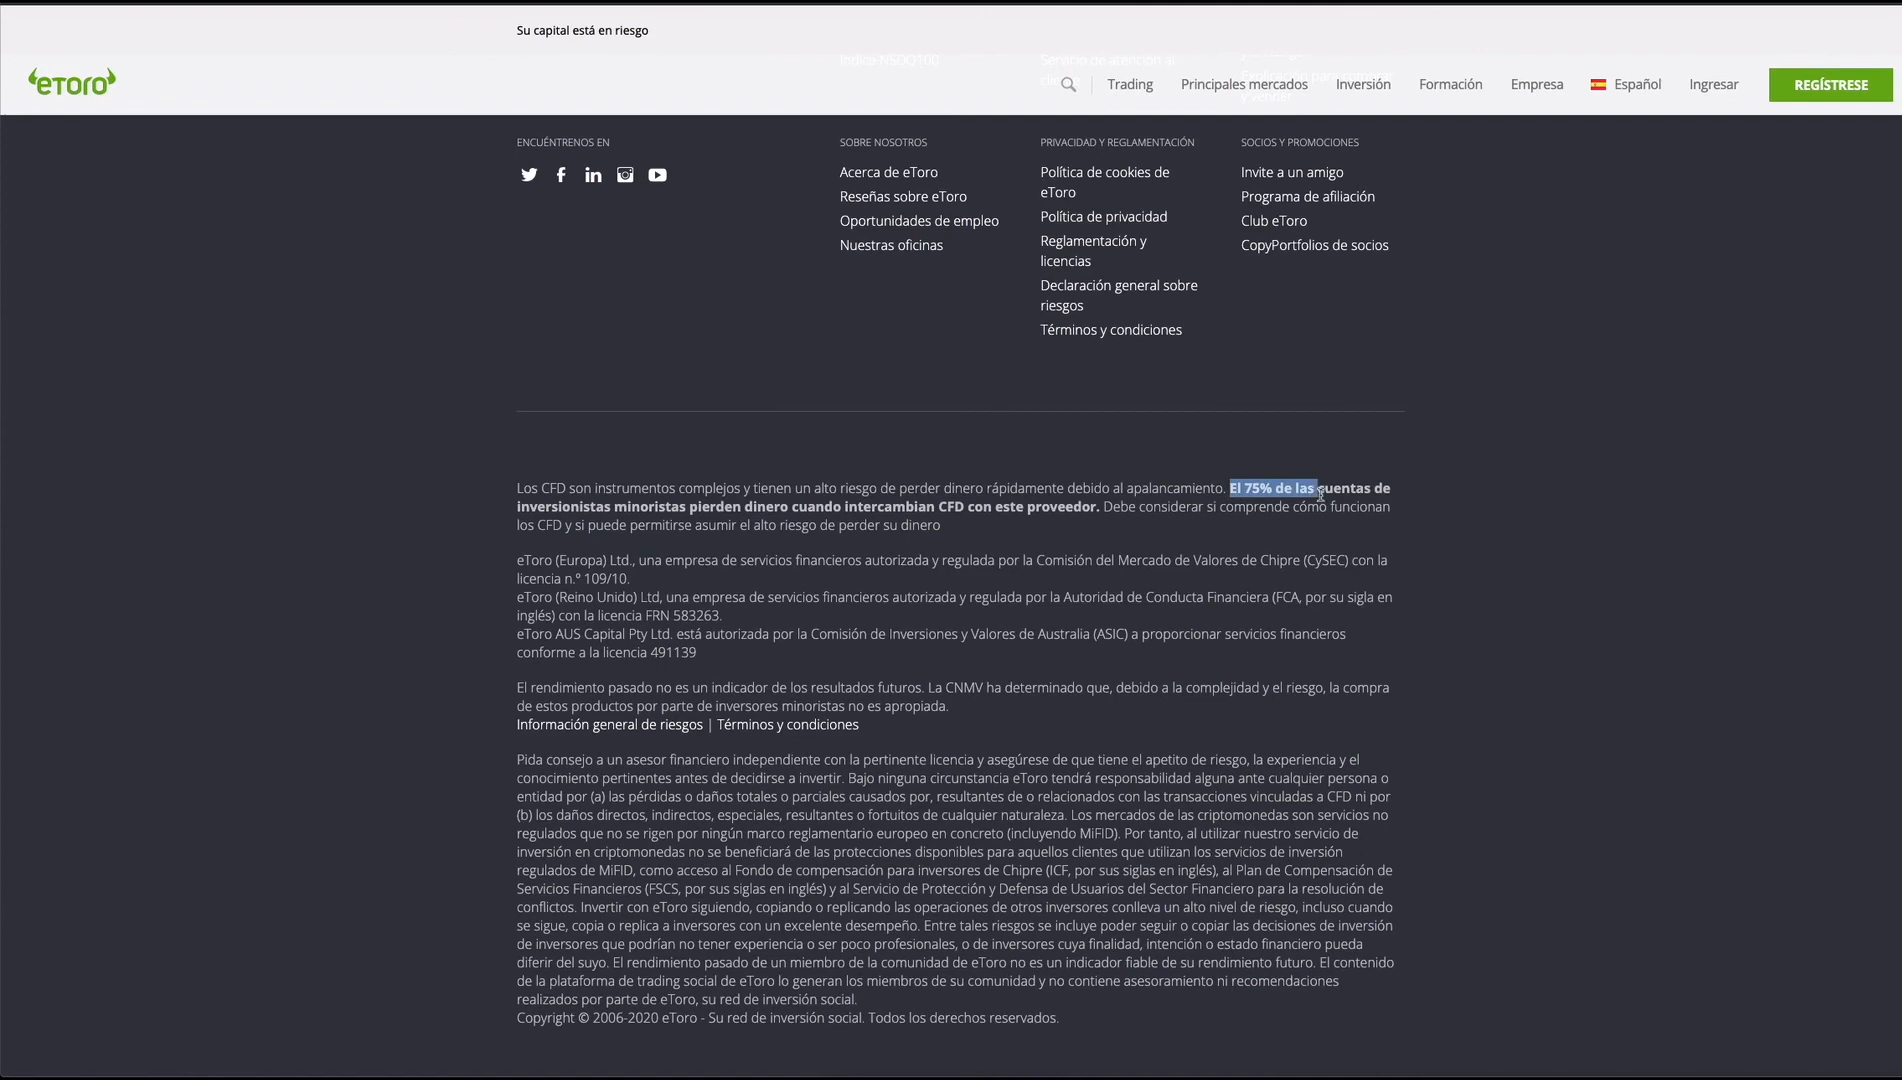 Su capital está en riesgo
Índice NSDQ100
Servicio de atención al
eToro
Trading
Principales mercados
Inversión
Formación
Empresa
Español
Ingresar
REGÍSTRESE
ENCUÉNTRENOS EN
SOBRE NOSOTROS
Acerca de eToro
Reseñas sobre eToro
Oportunidades de empleo
Nuestras oficinas
PRIVACIDAD Y REGLAMENTACIÓN
Política de cookies de
eToro
Política de privacidad
Reglamentación y
licencias
Declaración general sobre
riesgos
Términos y condiciones
SOCIOS Y PROMOCIONES
Invite a un amigo
Programa de afiliación
Club eToro
CopyPortfolios de socios
Los CFD son instrumentos complejos y tienen un alto riesgo de perder dinero rápidamente debido al apalancamiento. El 75% de las cuentas de
inversionistas minoristas pierden dinero cuando intercambian CFD con este proveedor. Debe considerar si comprende cómo funcionan
los CFD y si puede permitirse asumir el alto riesgo de perder su dinero
eToro (Europa) Ltd., una empresa de servicios financieros autorizada y regulada por la Comisión del Mercado de Valores de Chipre (CySEC) con la
licencia n.º 109/10.
eToro (Reino Unido) Ltd, una empresa de servicios financieros autorizada y regulada por la Autoridad de Conducta Financiera (FCA, por su sigla en
inglés) con la licencia FRN 583263.
eToro AUS Capital Pty Ltd. está autorizada por la Comisión de Inversiones y Valores de Australia (ASIC) a proporcionar servicios financieros
conforme a la licencia 491139
El rendimiento pasado no es un indicador de los resultados futuros. La CNMV ha determinado que, debido a la complejidad y el riesgo, la compra
de estos productos por parte de inversores minoristas no es apropiada.
Información general de riesgos | Términos y condiciones
Pida consejo a un asesor financiero independiente con la pertinente licencia y asegúrese de que tiene el apetito de riesgo, la experiencia y el
conocimiento pertinentes antes de decidirse a invertir. Bajo ninguna circunstancia eToro tendrá responsabilidad alguna ante cualquier persona o
entidad por (a) las pérdidas o daños totales o parciales causados por, resultantes de o relacionados con las transacciones vinculadas a CFD ni por
(b) los daños directos, indirectos, especiales, resultantes o fortuitos de cualquier naturaleza. Los mercados de las criptomonedas son servicios no
regulados que no se rigen por ningún marco reglamentario europeo en concreto (incluyendo MiFID). Por tanto, al utilizar nuestro servicio de
inversión en criptomonedas no se beneficiará de las protecciones disponibles para aquellos clientes que utilizan los servicios de inversión
regulados de MiFID, como acceso al Fondo de compensación para inversores de Chipre (ICF, por sus siglas en inglés), al Plan de Compensación de
Servicios Financieros (FSCS, por sus siglas en inglés) y al Servicio de Protección y Defensa de Usuarios del Sector Financiero para la resolución de
conflictos. Invertir con eToro siguiendo, copiando o replicando las operaciones de otros inversores conlleva un alto nivel de riesgo, incluso cuando
se sigue, copia o replica a inversores con un excelente desempeño. Entre tales riesgos se incluye poder seguir o copiar las decisiones de inversión
de inversores que podrían no tener experiencia o ser poco profesionales, o de inversores cuya finalidad, intención o estado financiero pueda
diferir del suyo. El rendimiento pasado de un miembro de la comunidad de eToro no es un indicador fiable de su rendimiento futuro. El contenido
de la plataforma de trading social de eToro lo generan los miembros de su comunidad y no contiene asesoramiento ni recomendaciones
realizados por parte de eToro, su red de inversión social.
Copyright © 2006-2020 eToro - Su red de inversión social. Todos los derechos reservados.